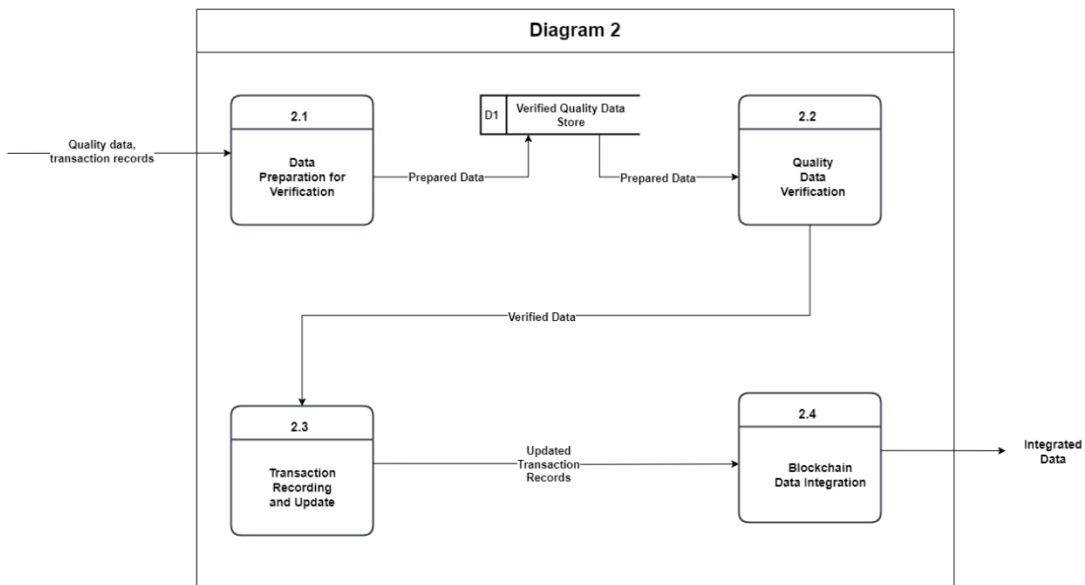 Diagram 2
2.1
D1
Verified Quality Data
Store
2.2
Quality data,
transaction records
Data
Preparation for
Verification
Prepared Data
Prepared Data
Quality
Data
Verification
Verified Data
2.3
2.4
Transaction
Recording
and Update
Updated
Transaction
Records
Blockchain
Data Integration
Integrated
Data